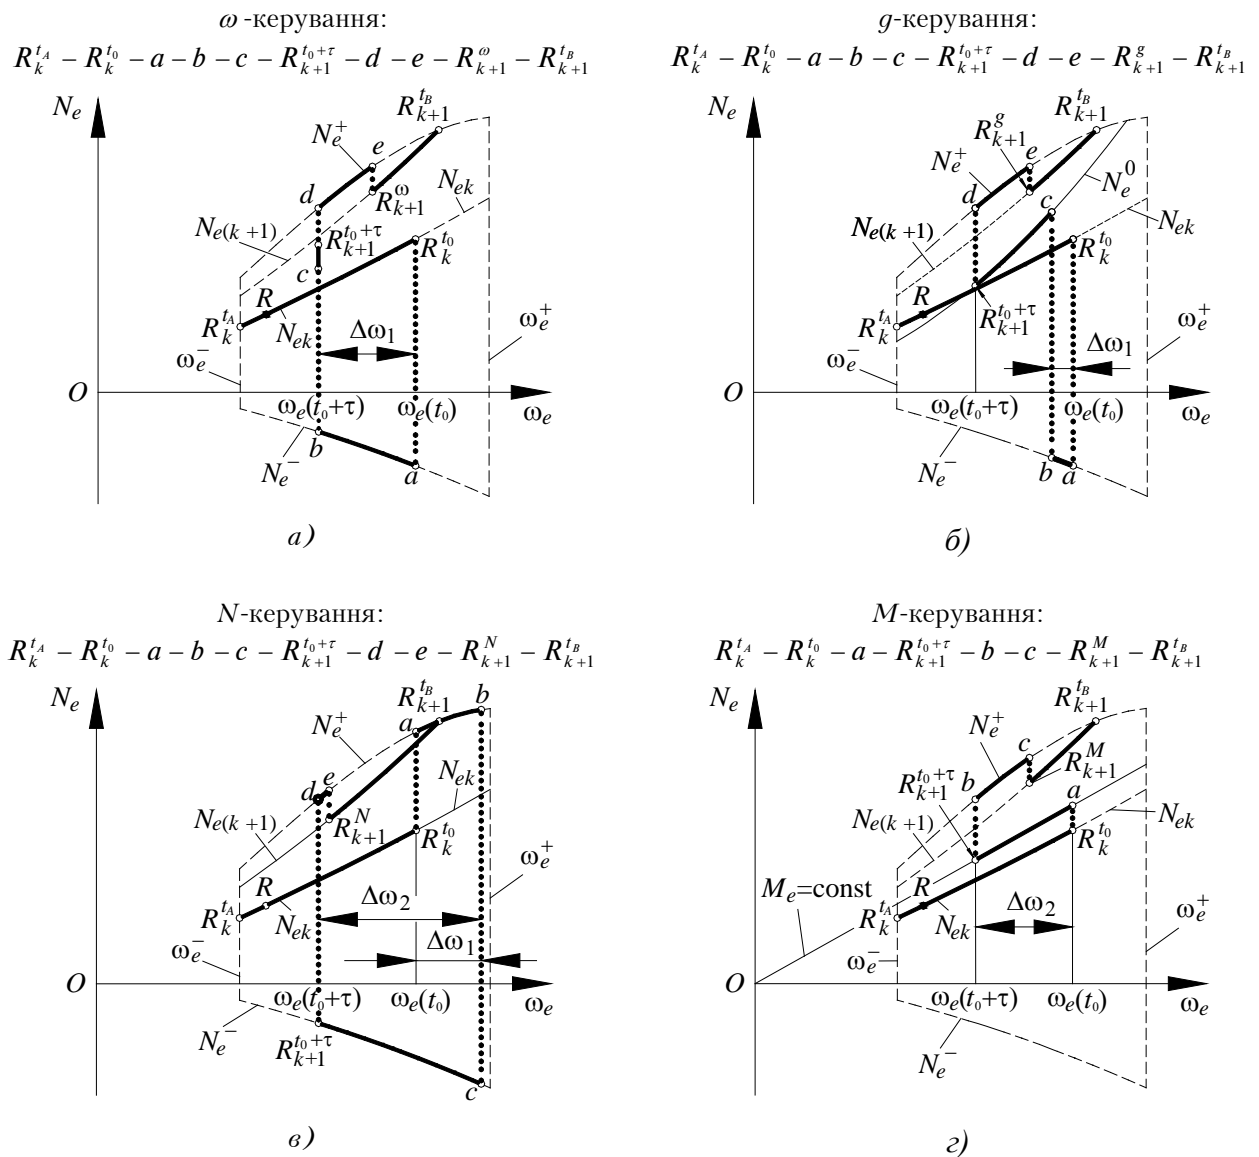 ω -керування:
R_k^{t_A} – R_k^{t_0} – a – b – c – R_{k+1}^{t_0+τ} – d – e – R_{k+1}^{ω} – R_{k+1}^{t_B}
N_e
R_{k+1}^{t_B}
N_e^+
e
N_{ek}
d
R_{k+1}^{ω}
N_{e(k+1)}
R_{k+1}^{t_0+τ}
R_k^{t_0}
c
R
R_k^{t_A}
N_{ek}
Δω_1
ω_e^+
ω_e^-
O
ω_e(t_0+τ)
ω_e(t_0)
ω_e
b
N_e^-
a
а)
g-керування:
R_k^{t_A} – R_k^{t_0} – a – b – c – R_{k+1}^{t_0+τ} – d – e – R_{k+1}^{g} – R_{k+1}^{t_B}
N_e
R_{k+1}^{t_B}
R_{k+1}^{g}
N_e^+
e
N_e^0
d
c
N_{e(k+1)}
N_{ek}
R_k^{t_0}
R
R_{k+1}^{t_0+τ}
R_k^{t_A}
N_{ek}
ω_e^+
ω_e^-
Δω_1
O
ω_e(t_0+τ)
ω_e(t_0)
ω_e
N_e^-
b
a
б)
N-керування:
R_k^{t_A} – R_k^{t_0} – a – b – c – R_{k+1}^{t_0+τ} – d – e – R_{k+1}^{N} – R_{k+1}^{t_B}
N_e
R_{k+1}^{t_B}
b
N_e^+
a
N_{ek}
d
e
N_{e(k+1)}
R_{k+1}^{N}
R_k^{t_0}
ω_e^+
R
R_k^{t_A}
N_{ek}
Δω_2
ω_e^-
Δω_1
O
ω_e(t_0+τ)
ω_e(t_0)
ω_e
N_e^-
R_{k+1}^{t_0+τ}
c
в)
M-керування:
R_k^{t_A} – R_k^{t_0} – a – R_{k+1}^{t_0+τ} – b – c – R_{k+1}^{M} – R_{k+1}^{t_B}
N_e
R_{k+1}^{t_B}
N_e^+
c
R_{k+1}^{M}
R_{k+1}^{t_0+τ}
b
a
N_{e(k+1)}
N_{ek}
R_k^{t_0}
M_e=const
R
R_k^{t_A}
N_{ek}
Δω_2
ω_e^+
ω_e^-
O
ω_e(t_0+τ)
ω_e(t_0)
ω_e
N_e^-
г)